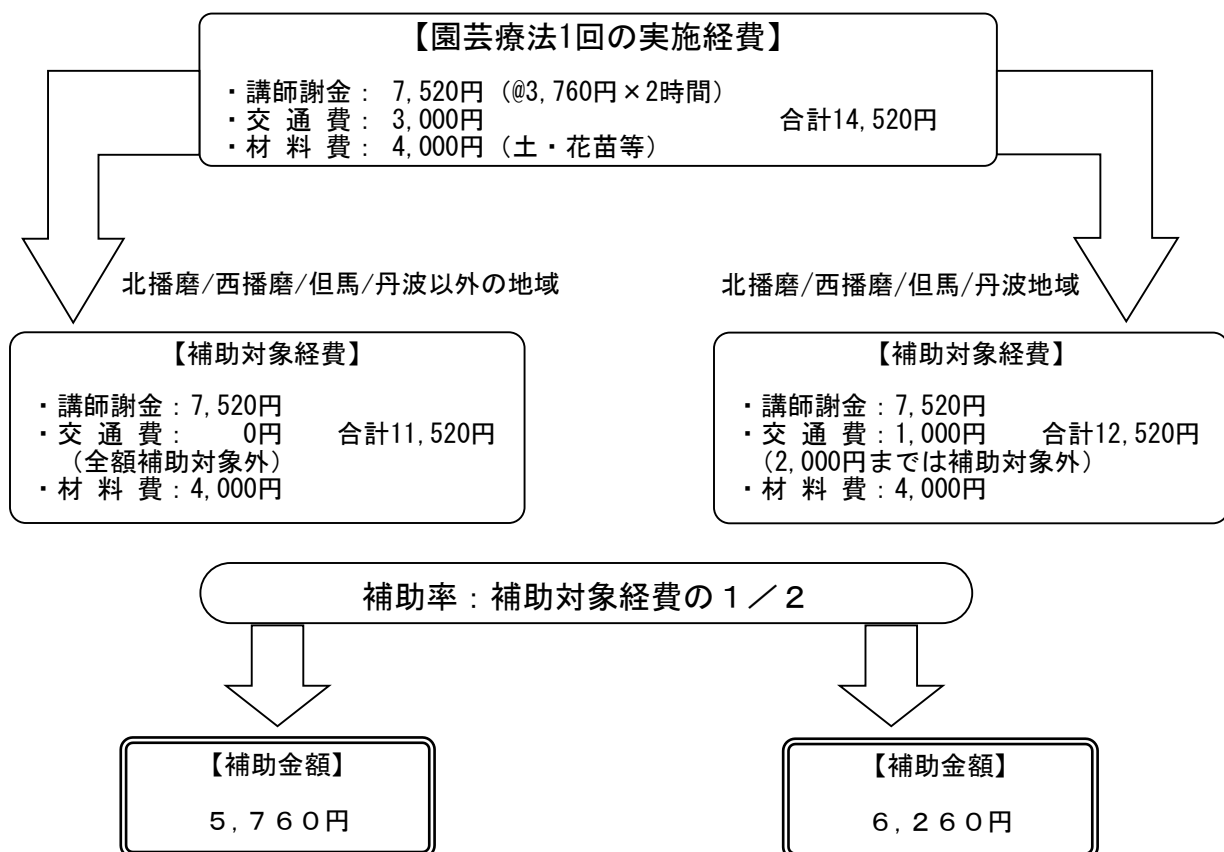 【園芸療法1回の実施経費】
・講師謝金： 7,520円（@3,760円×2時間）
・交 通 費： 3,000円 合計14,520円
・材 料 費： 4,000円（土・花苗等）
北播磨/西播磨/但馬/丹波以外の地域
【補助対象経費】
・講師謝金：7,520円
・交 通 費： 0円 合計11,520円
（全額補助対象外）
・材 料 費：4,000円
北播磨/西播磨/但馬/丹波地域
【補助対象経費】
・講師謝金：7,520円
・交 通 費：1,000円 合計12,520円
（2,000円までは補助対象外）
・材 料 費：4,000円
補助率：補助対象経費の１／２
【補助金額】
５,７６０円
【補助金額】
６,２６０円